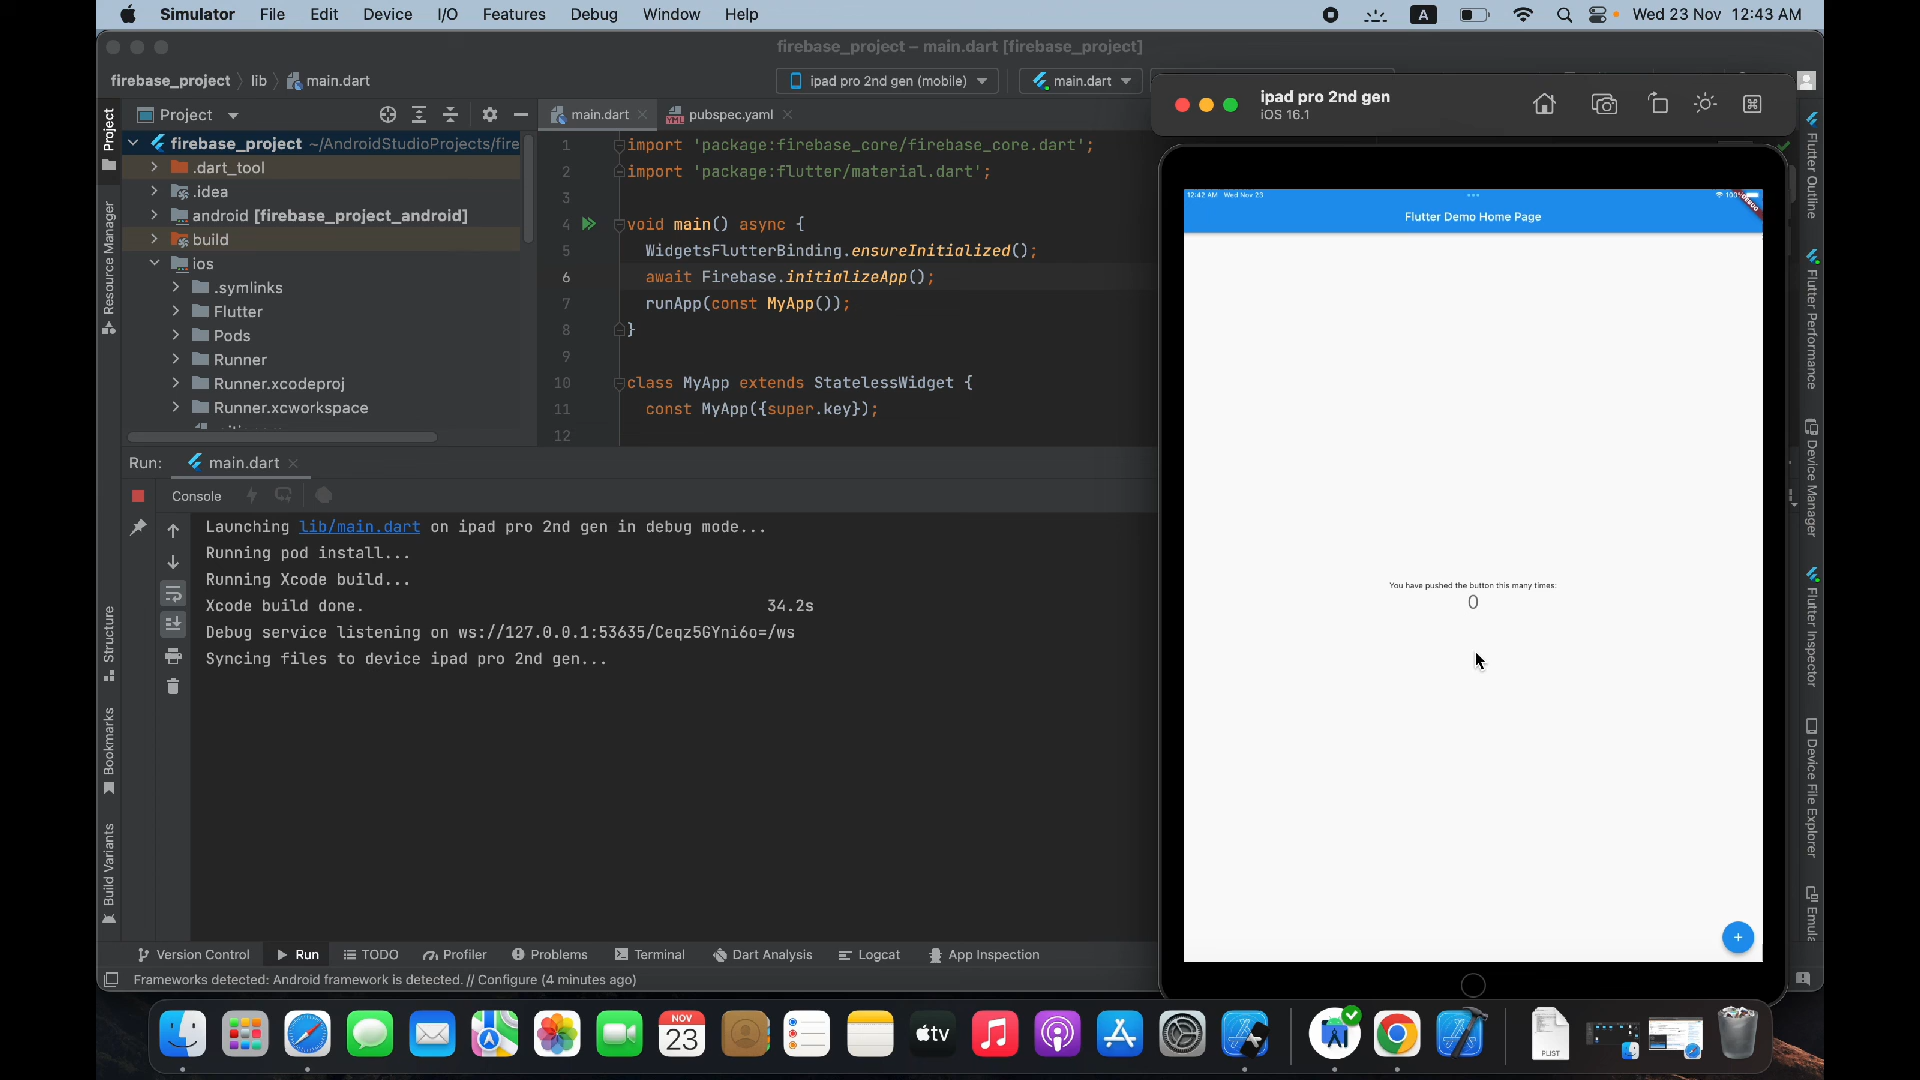 Simulator File Edit Device I/O Features Debug Window Help A Wed 23 Nov 12:43 AM
firebase_project – main.dart [firebase_project]
firebase_project lib main.dart
ipad pro 2nd gen (mobile)
main.dart
Project
main.dart
pubspec.yaml
firebase_project ~/AndroidStudioProjects/fire
.dart_tool
.idea
android [firebase_project_android]
build
ios
.symlinks
Flutter
Pods
Runner
Runner.xcodeproj
Runner.xcworkspace
1 import 'package:firebase_core/firebase_core.dart';
2 import 'package:flutter/material.dart';
3
4 void main() async {
5 WidgetsFlutterBinding.ensureInitialized();
6 await Firebase.initializeApp();
7 runApp(const MyApp());
8 }
9
10 class MyApp extends StatelessWidget {
11 const MyApp({super.key});
12
Run: main.dart
Console
Launching lib/main.dart on ipad pro 2nd gen in debug mode...
Running pod install...
Running Xcode build...
Xcode build done. 34.2s
Debug service listening on ws://127.0.0.1:53635/Ceqz5GYni6o=/ws
Syncing files to device ipad pro 2nd gen...
Project
Resource Manager
Structure
Bookmarks
Build Variants
ipad pro 2nd gen
iOS 16.1
12:42 AM Wed Nov 23
100%
DEBUG
Flutter Demo Home Page
You have pushed the button this many times:
0
+
Flutter Outline
Flutter Performance
Device Manager
Flutter Inspector
Device File Explorer
Emula
Version Control Run TODO Profiler Problems Terminal Dart Analysis Logcat App Inspection
Frameworks detected: Android framework is detected. // Configure (4 minutes ago)
NOV
23
tv
PLIST